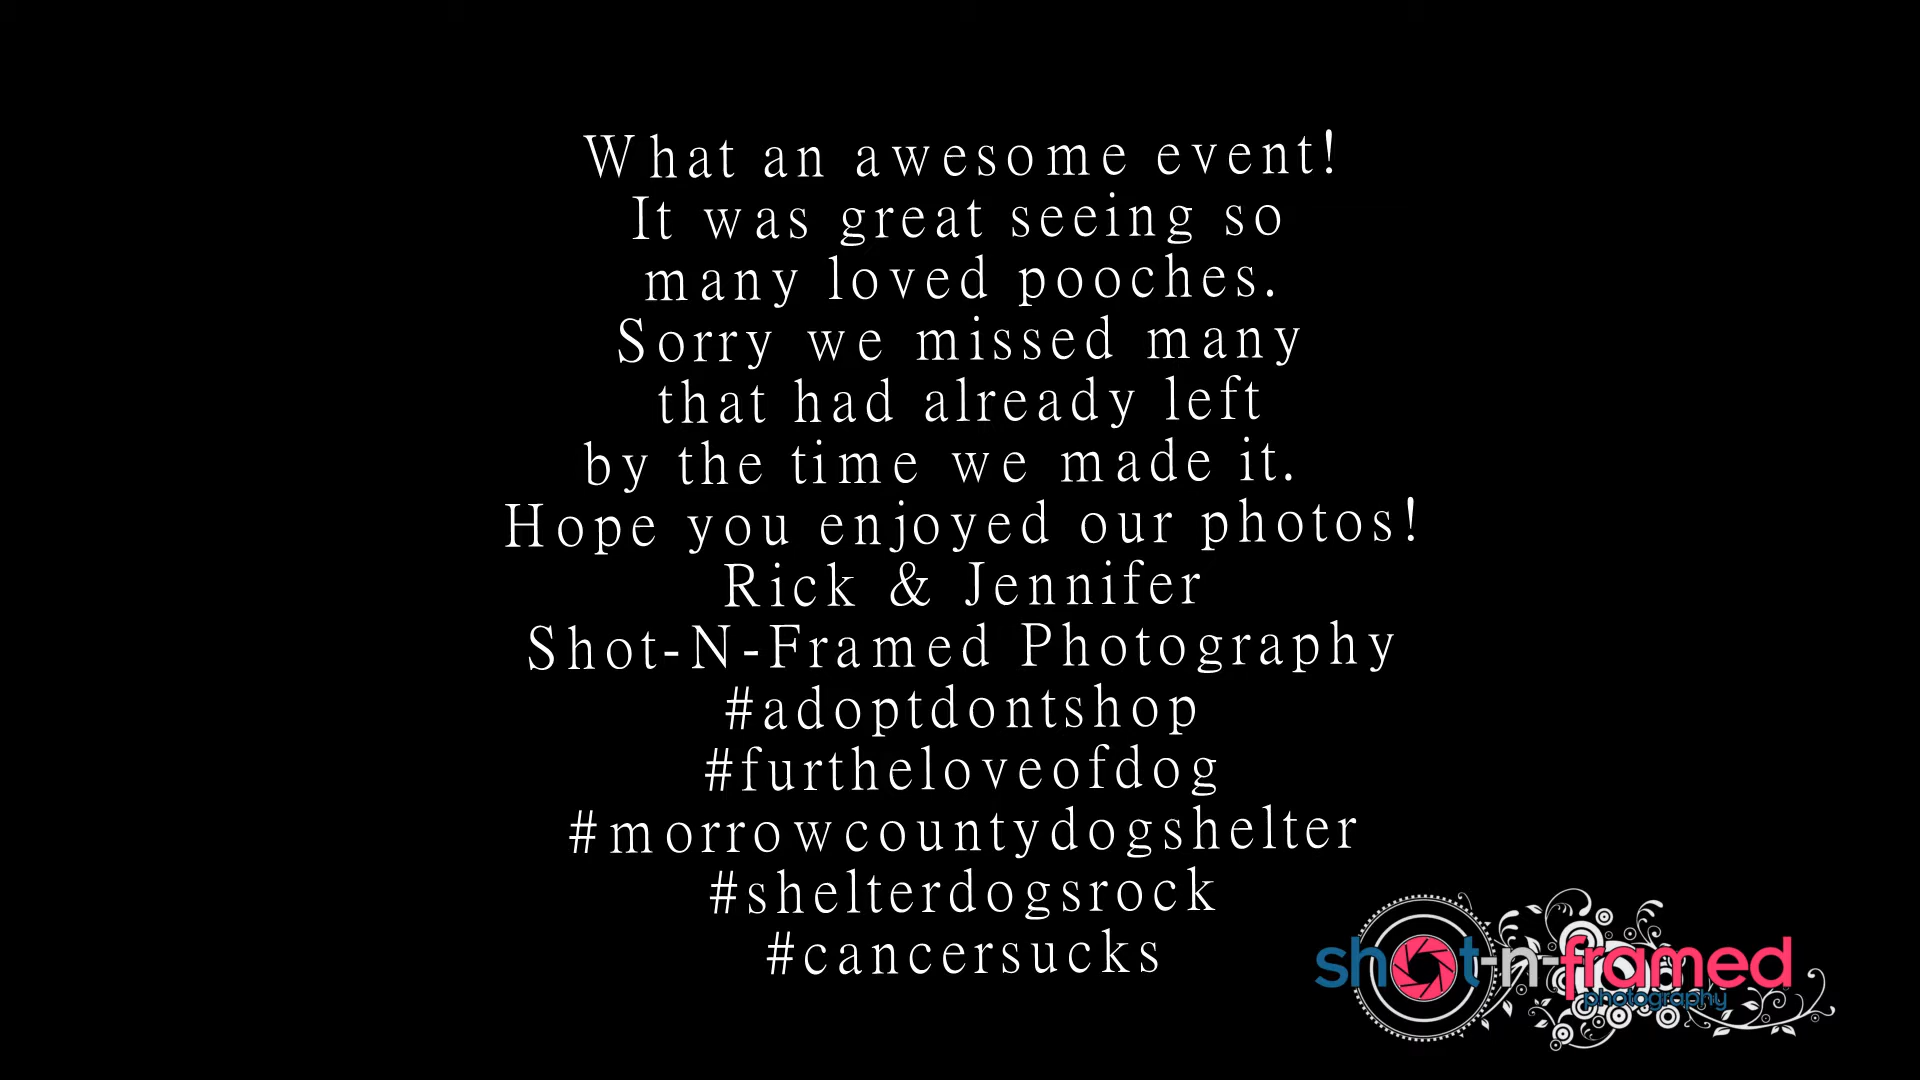 What an awesome event!
It was great seeing so
many loved pooches.
Sorry we missed many
that had already left
by the time we made it.
Hope you enjoyed our photos!
Rick & Jennifer
Shot-N-Framed Photography
#adoptdontshop
#furtheloveofdog
#morrowcountydogshelter
#shelterdogsrock
#cancersucks
shot-n-framed
photography